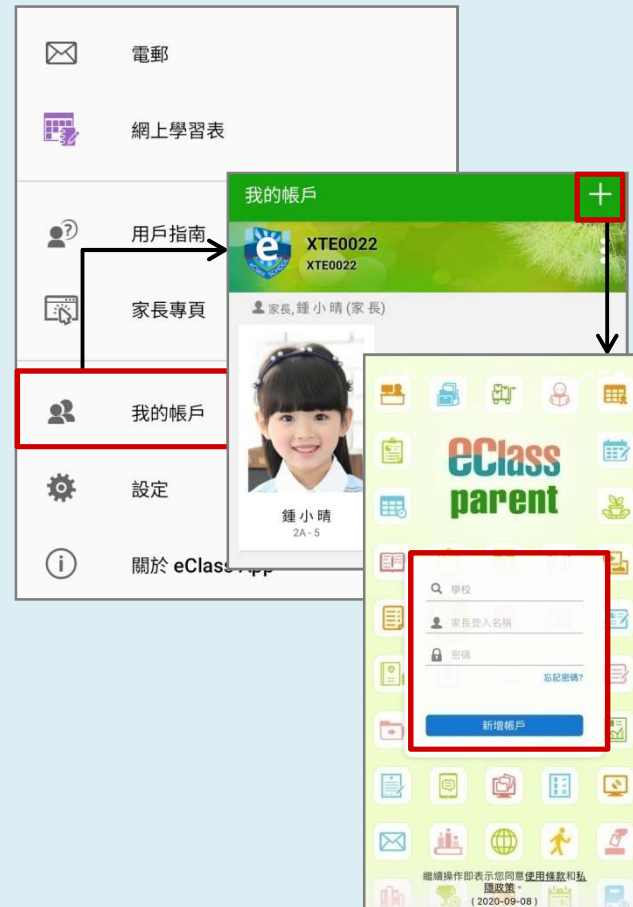 電郵
網上學習表
用戶指南
家長專頁
我的帳戶
設定
關於 eClass App
我的帳戶
XTE0022
XTE0022
家長,鍾小晴(家長)
鍾小晴
2A - 5
eClass
parent
學校
家長登入名稱
密碼
忘記密碼?
新增帳戶
繼續操作即表示您同意使用條款和私
隱政策。
(2020-09-08)